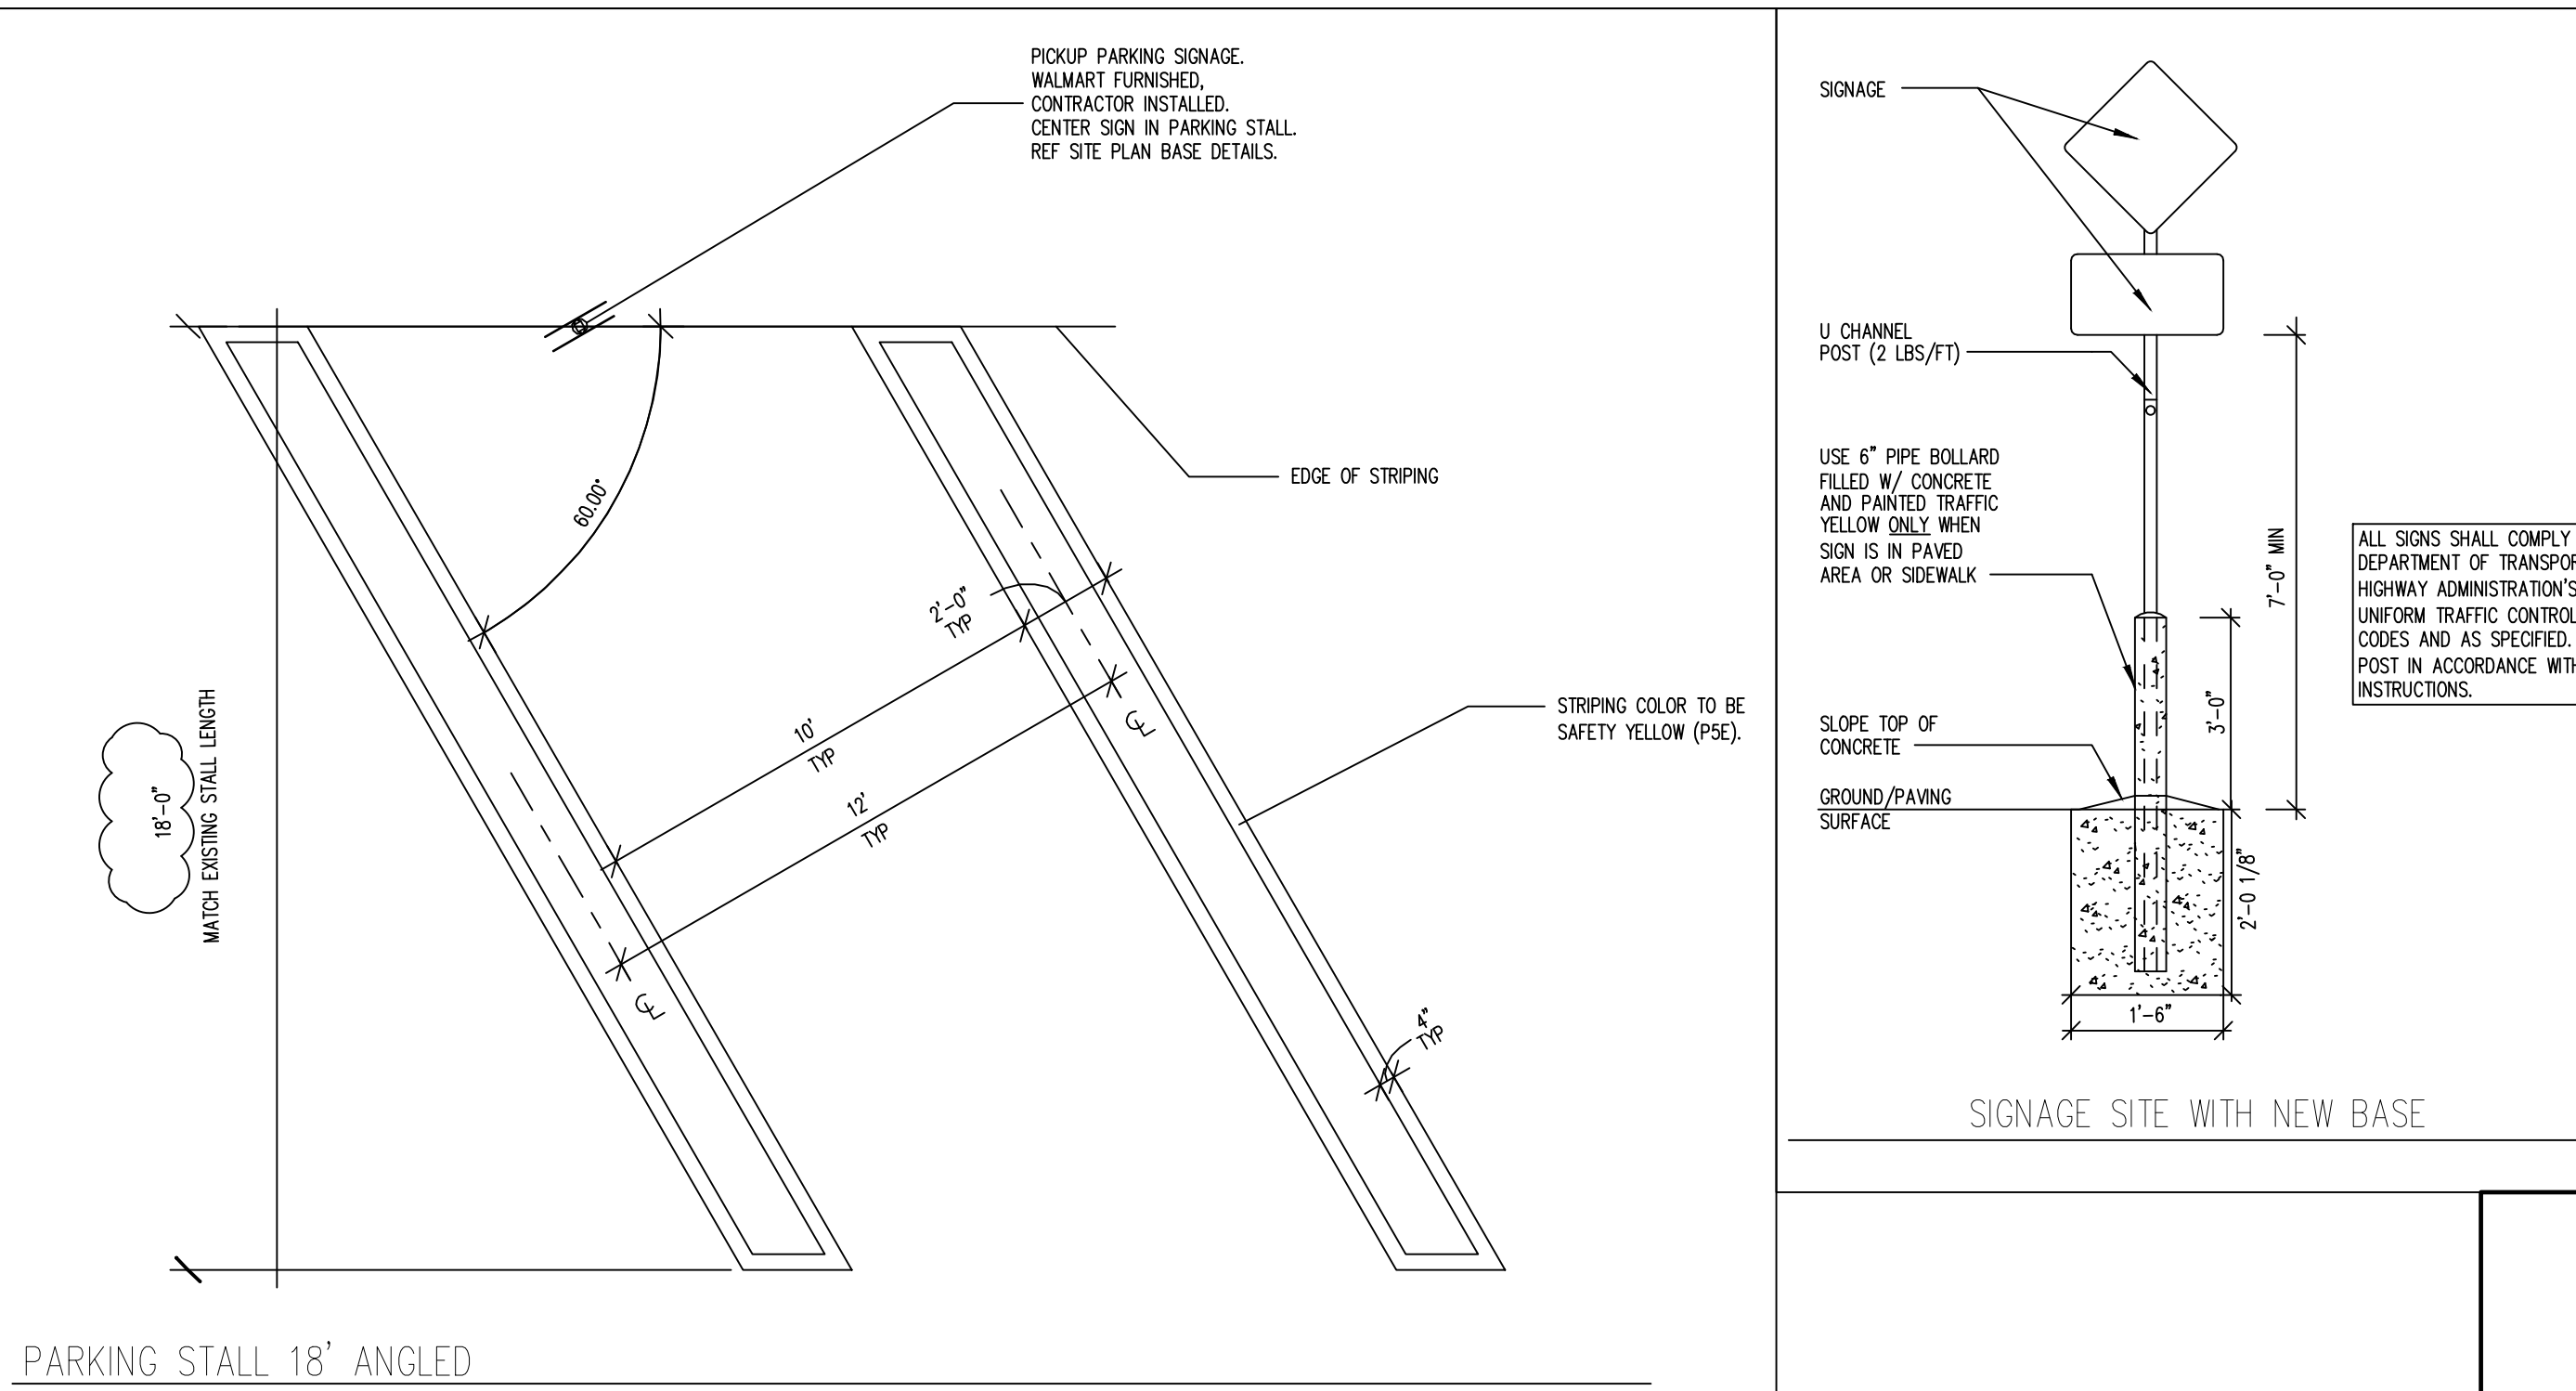 PICKUP PARKING SIGNAGE.
WALMART FURNISHED,
CONTRACTOR INSTALLED.
CENTER SIGN IN PARKING STALL.
REF SITE PLAN BASE DETAILS.
60.00°
EDGE OF STRIPING
2'-0"
TYP
10'
TYP
12'
TYP
℄
℄
18'-0"
MATCH EXISTING STALL LENGTH
STRIPING COLOR TO BE
SAFETY YELLOW (P5E).
4"
TYP
PARKING STALL 18' ANGLED
SIGNAGE
U CHANNEL
POST (2 LBS/FT)
USE 6" PIPE BOLLARD
FILLED W/ CONCRETE
AND PAINTED TRAFFIC
YELLOW ONLY WHEN
SIGN IS IN PAVED
AREA OR SIDEWALK
SLOPE TOP OF
CONCRETE
GROUND/PAVING
SURFACE
7'-0" MIN
3'-0"
2'-0 1/8"
1'-6"
ALL SIGNS SHALL COMPLY
DEPARTMENT OF
HIGHWAY ADMINISTRATION'S
UNIFORM TRAFFIC CONTROL
CODES AND AS SPECIFIED.
POST IN ACCORDANCE WITH
INSTRUCTIONS.
SIGNAGE SITE WITH NEW BASE